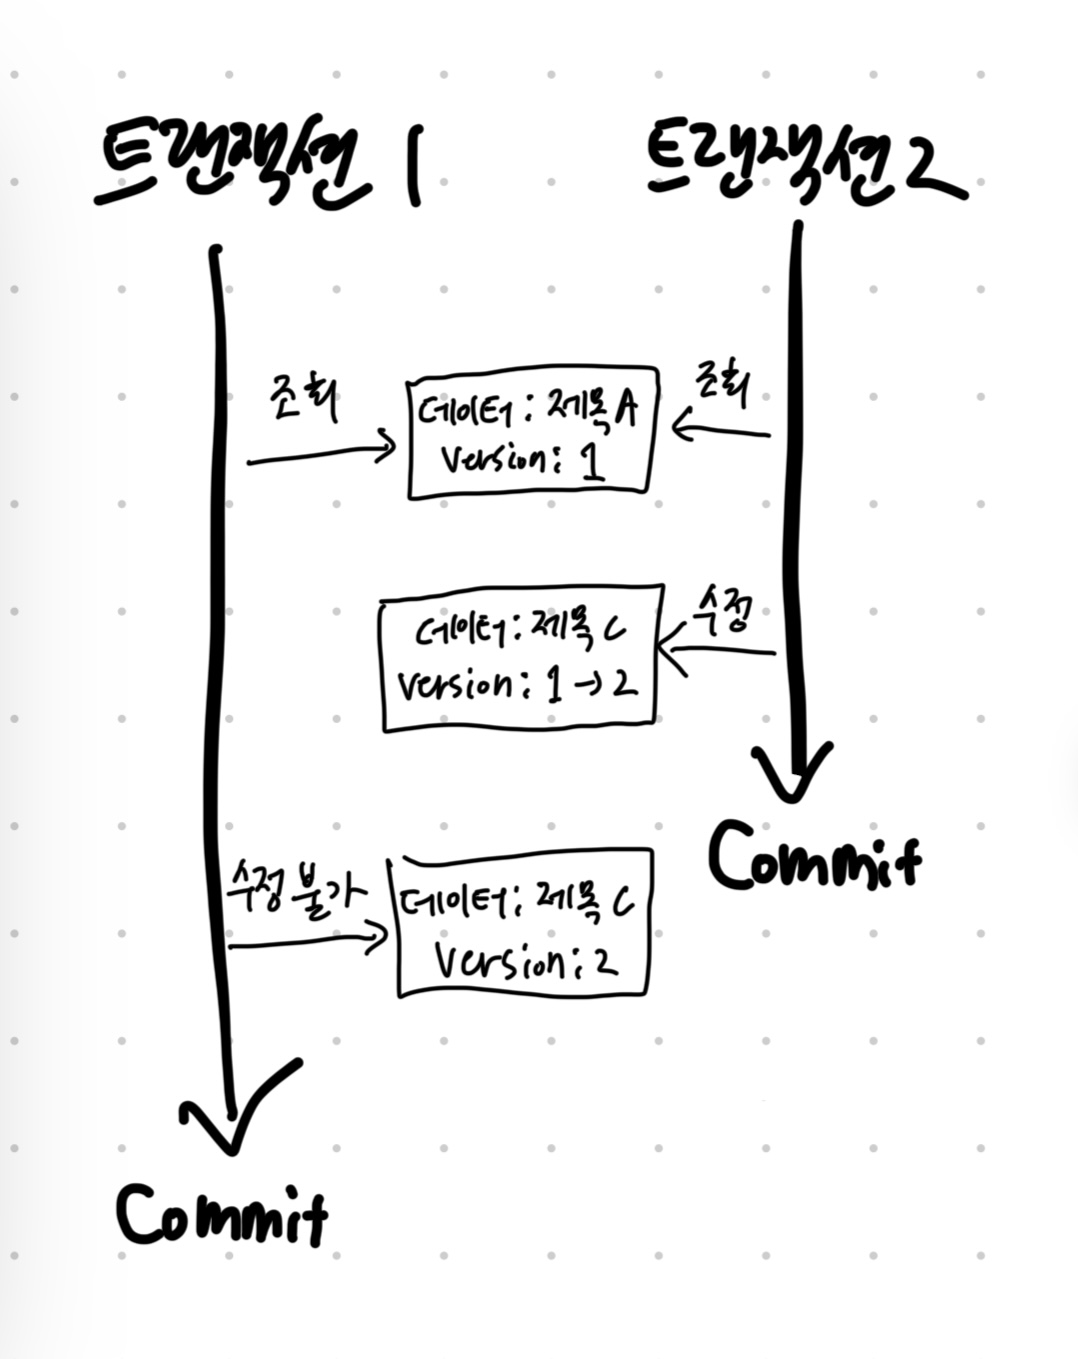 트랜잭션 1
트랜잭션 2
조회
데이터 : 제목A
Version : 1
조회
데이터 : 제목 C
Version : 1 → 2
수정
Commit
수정 불가
데이터 : 제목 C
Version : 2
Commit